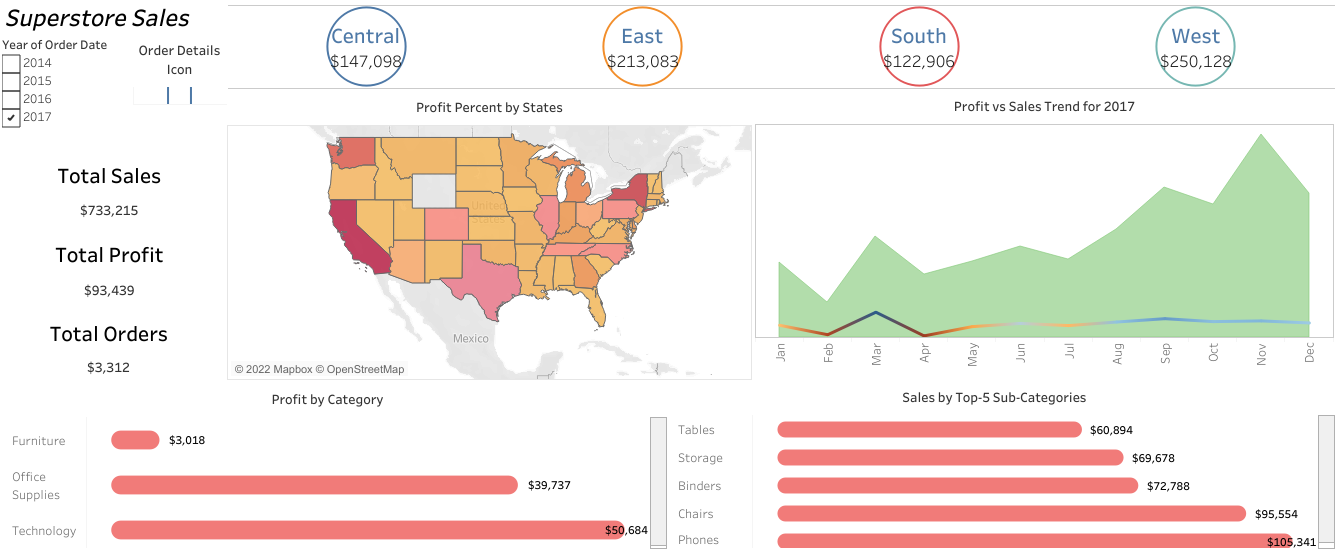 Superstore Sales
Year of Order Date
2014
2015
2016
2017
Order Details
Icon
Central
$147,098
East
$213,083
South
$122,906
West
$250,128
Total Sales
$733,215
Total Profit
$93,439
Total Orders
$3,312
Profit Percent by States
United
States
Mexico
© 2022 Mapbox © OpenStreetMap
Profit vs Sales Trend for 2017
Jan
Feb
Mar
Apr
May
Jun
Jul
Aug
Sep
Oct
Nov
Dec
Profit by Category
Furniture
$3,018
Office
Supplies
$39,737
Technology
$50,684
Sales by Top-5 Sub-Categories
Tables
$60,894
Storage
$69,678
Binders
$72,788
Chairs
$95,554
Phones
$105,341